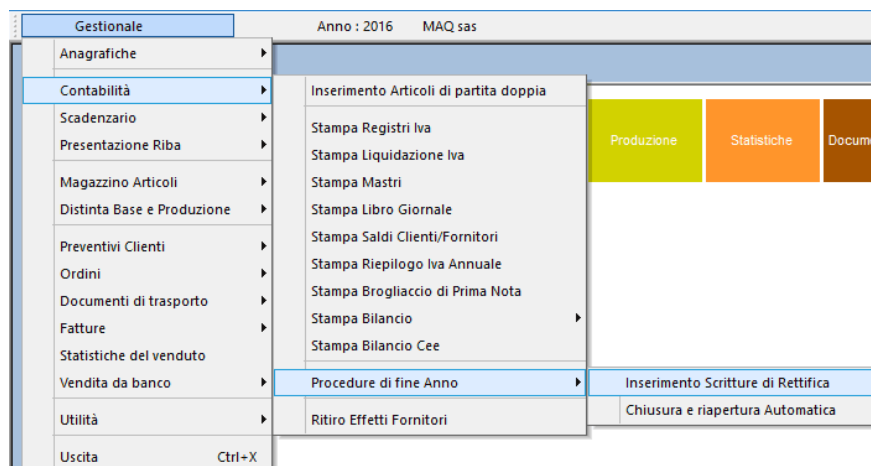 Gestionale
Anno : 2016 MAQ sas
Anagrafiche
Contabilità
Scadenzario
Presentazione Riba
Magazzino Articoli
Distinta Base e Produzione
Preventivi Clienti
Ordini
Documenti di trasporto
Fatture
Statistiche del venduto
Vendita da banco
Utilità
Uscita Ctrl+X
Inserimento Articoli di partita doppia
Stampa Registri Iva
Stampa Liquidazione Iva
Stampa Mastri
Stampa Libro Giornale
Stampa Saldi Clienti/Fornitori
Stampa Riepilogo Iva Annuale
Stampa Brogliaccio di Prima Nota
Stampa Bilancio
Stampa Bilancio Cee
Procedure di fine Anno
Ritiro Effetti Fornitori
Inserimento Scritture di Rettifica
Chiusura e riapertura Automatica
Produzione
Statistiche
Docum